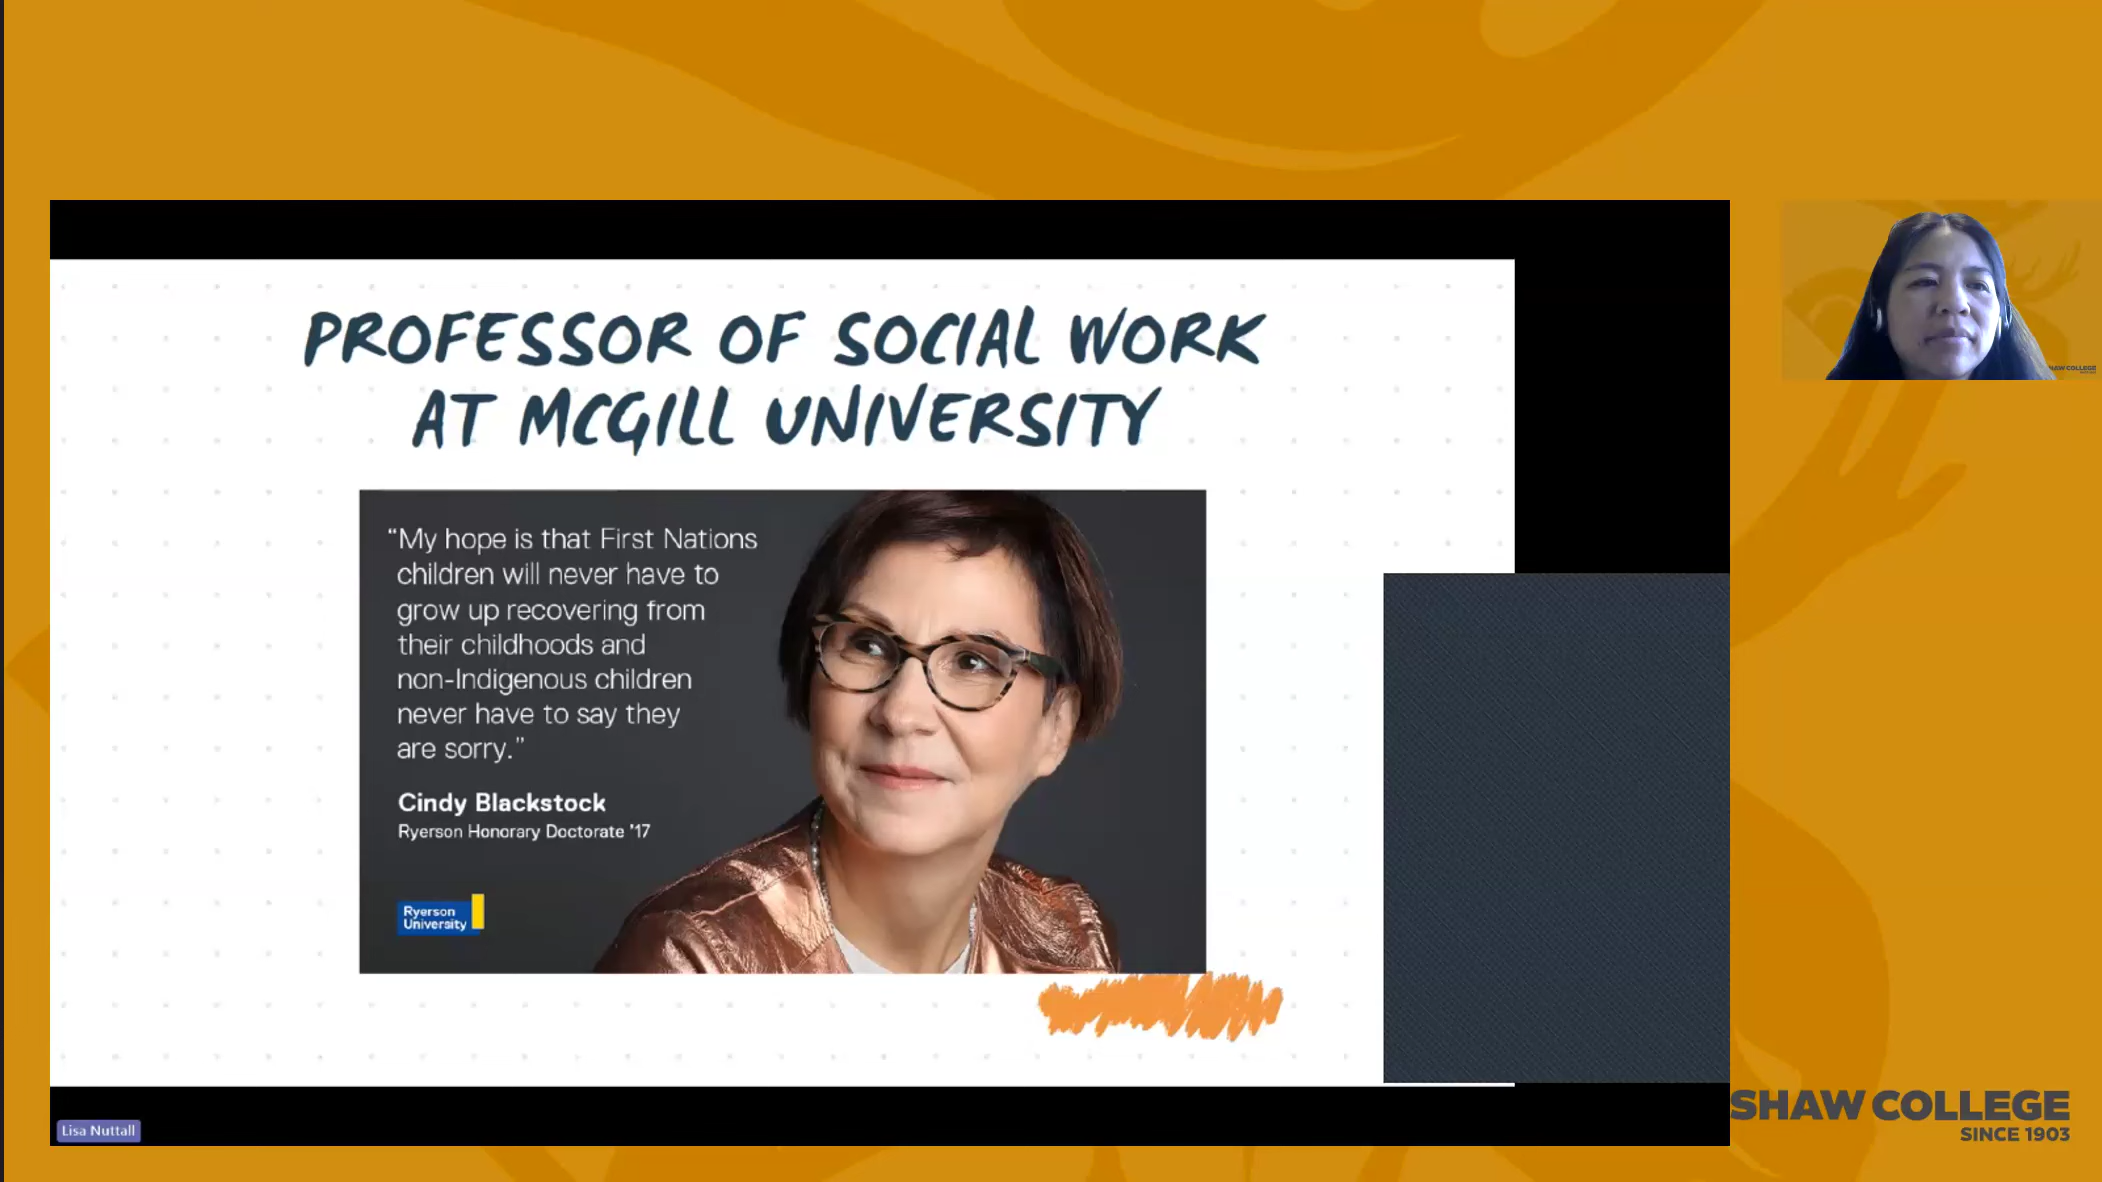 PROFESSOR OF SOCIAL WORK
AT MCGILL UNIVERSITY
“My hope is that First Nations
children will never have to
grow up recovering from
their childhoods and
non-Indigenous children
never have to say they
are sorry.”
Cindy Blackstock
Ryerson Honorary Doctorate ’17
Ryerson
University
Lisa Nuttall
SHAW COLLEGE
SHAW COLLEGE
SINCE 1903